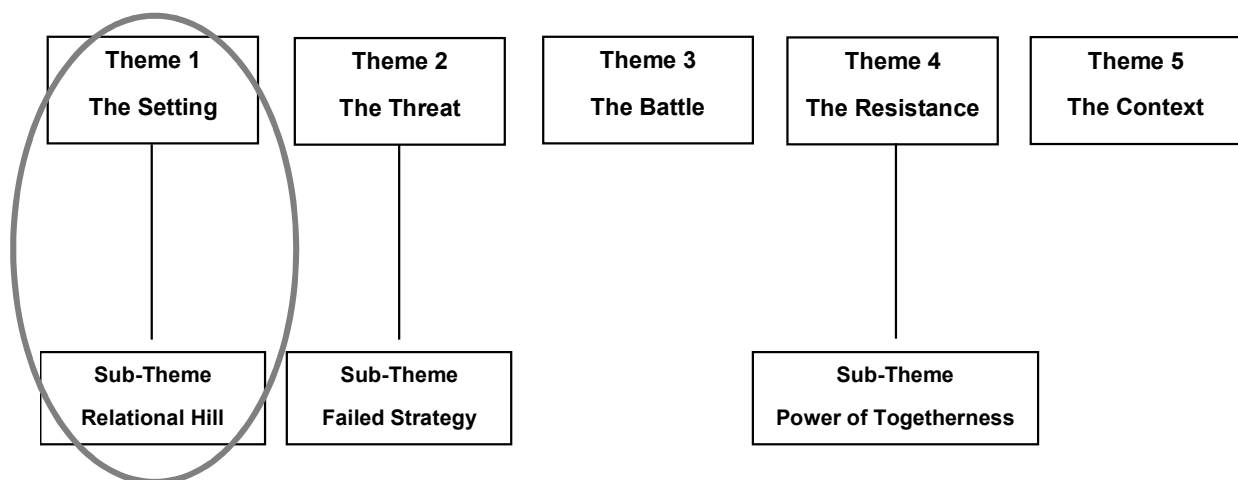 Theme 1
The Setting
Theme 2
The Threat
Theme 3
The Battle
Theme 4
The Resistance
Theme 5
The Context
Sub-Theme
Relational Hill
Sub-Theme
Failed Strategy
Sub-Theme
Power of Togetherness